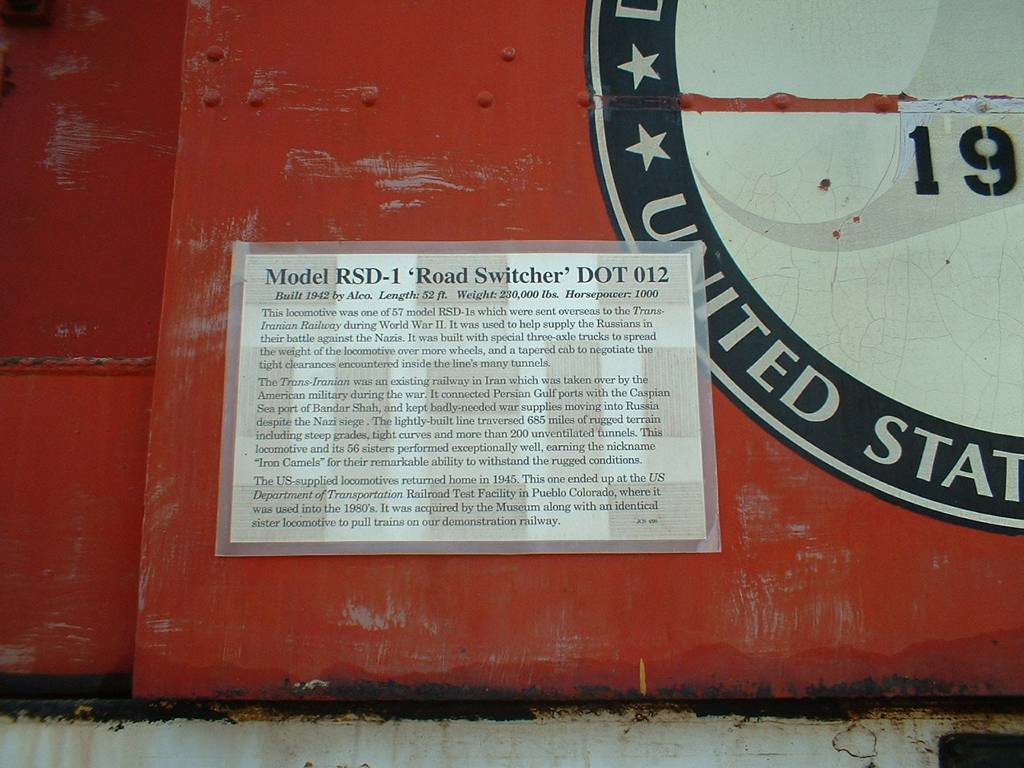 Model RSD-1 ‘Road Switcher’ DOT 012
Built 1942 by Alco. Length: 52 ft. Weight: 230,000 lbs. Horsepower: 1000
This locomotive was one of 57 model RSD-1s which were sent overseas to the Trans-
Iranian Railway during World War II. It was used to help supply the Russians in
their battle against the Nazis. It was built with special three-axle trucks to spread
the weight of the locomotive over more wheels, and a tapered cab to negotiate the
tight clearances encountered inside the line's many tunnels.
The Trans-Iranian was an existing railway in Iran which was taken over by the
American military during the war. It connected Persian Gulf ports with the Caspian
Sea port of Bandar Shah, and kept badly-needed war supplies moving into Russia
despite the Nazi siege . The lightly-built line traversed 685 miles of rugged terrain
including steep grades, tight curves and more than 200 unventilated tunnels. This
locomotive and its 56 sisters performed exceptionally well, earning the nickname
"Iron Camels" for their remarkable ability to withstand the rugged conditions.
The US-supplied locomotives returned home in 1945. This one ended up at the US
Department of Transportation Railroad Test Facility in Pueblo Colorado, where it
was used into the 1980's. It was acquired by the Museum along with an identical
sister locomotive to pull trains on our demonstration railway.
19
UNITED STAT